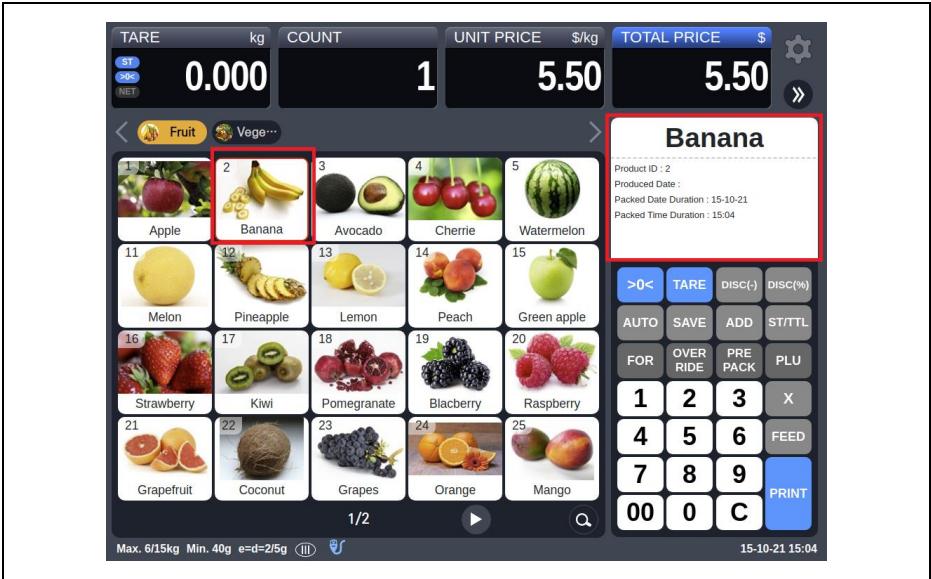 TARE kg COUNT UNIT PRICE $/kg TOTAL PRICE $
ST
>0<
NET
0.000 1 5.50 5.50
Fruit Vege···
Banana
Product ID : 2
Produced Date :
Packed Date Duration : 15-10-21
Packed Time Duration : 15:04
1 2 3 4 5
Apple Banana Avocado Cherrie Watermelon
11 12 13 14 15
Melon Pineapple Lemon Peach Green apple
16 17 18 19 20
Strawberry Kiwi Pomegranate Blacberry Raspberry
21 22 23 24 25
Grapefruit Coconut Grapes Orange Mango
1/2
>0< TARE DISC(-) DISC(%)
AUTO SAVE ADD ST/TTL
FOR OVER RIDE PRE PACK PLU
1 2 3 X
4 5 6 FEED
7 8 9 PRINT
00 0 C
Max. 6/15kg Min. 40g e=d=2/5g III 15-10-21 15:04